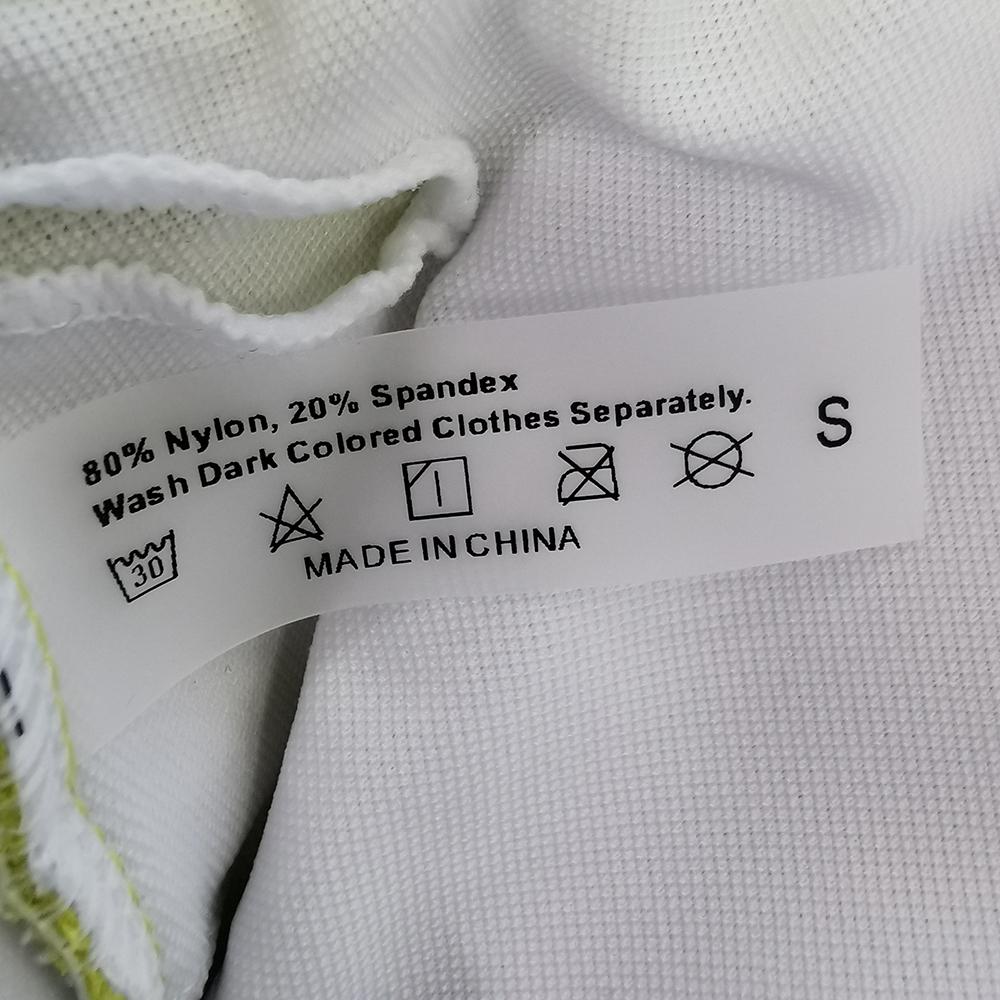 80% Nylon, 20% Spandex
Wash Dark Colored Clothes Separately.
S
30
MADE IN CHINA